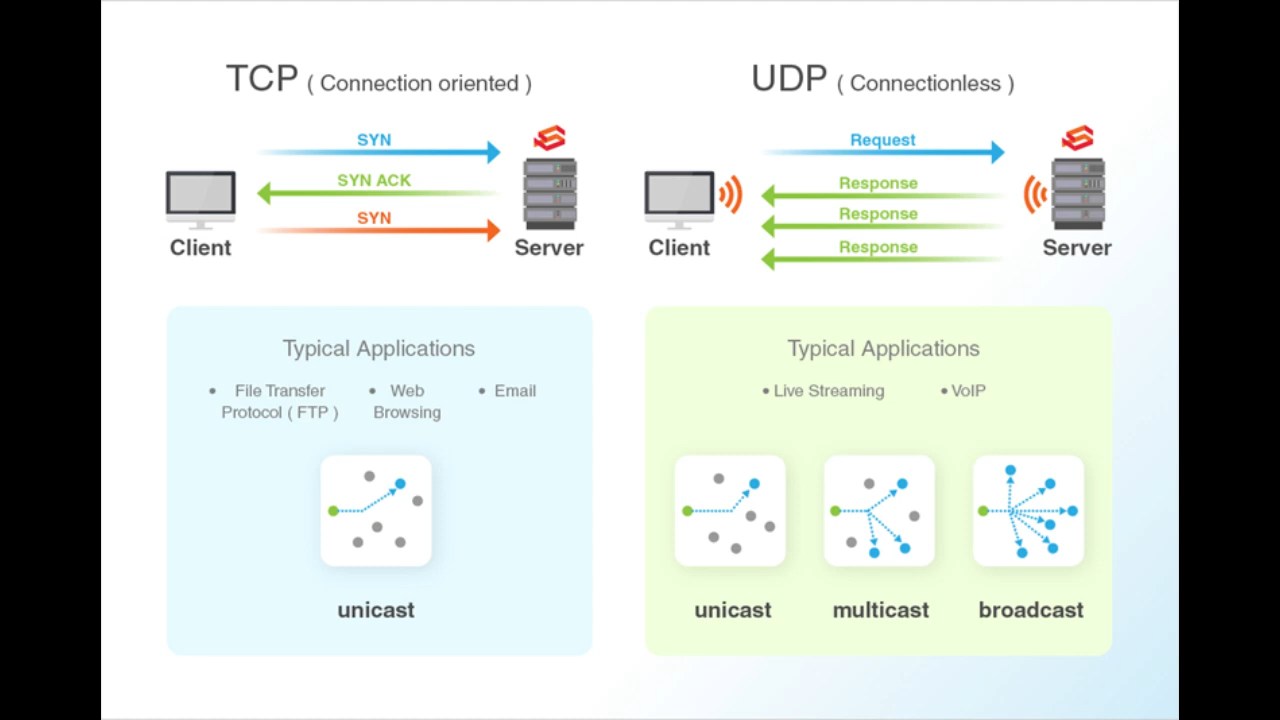 TCP ( Connection oriented )
SYN
SYN ACK
SYN
Client
Server
Typical Applications
• File Transfer
Protocol ( FTP )
• Web
Browsing
• Email
unicast
UDP ( Connectionless )
Request
Response
Response
Response
Client
Server
Typical Applications
• Live Streaming
• VoIP
unicast
multicast
broadcast